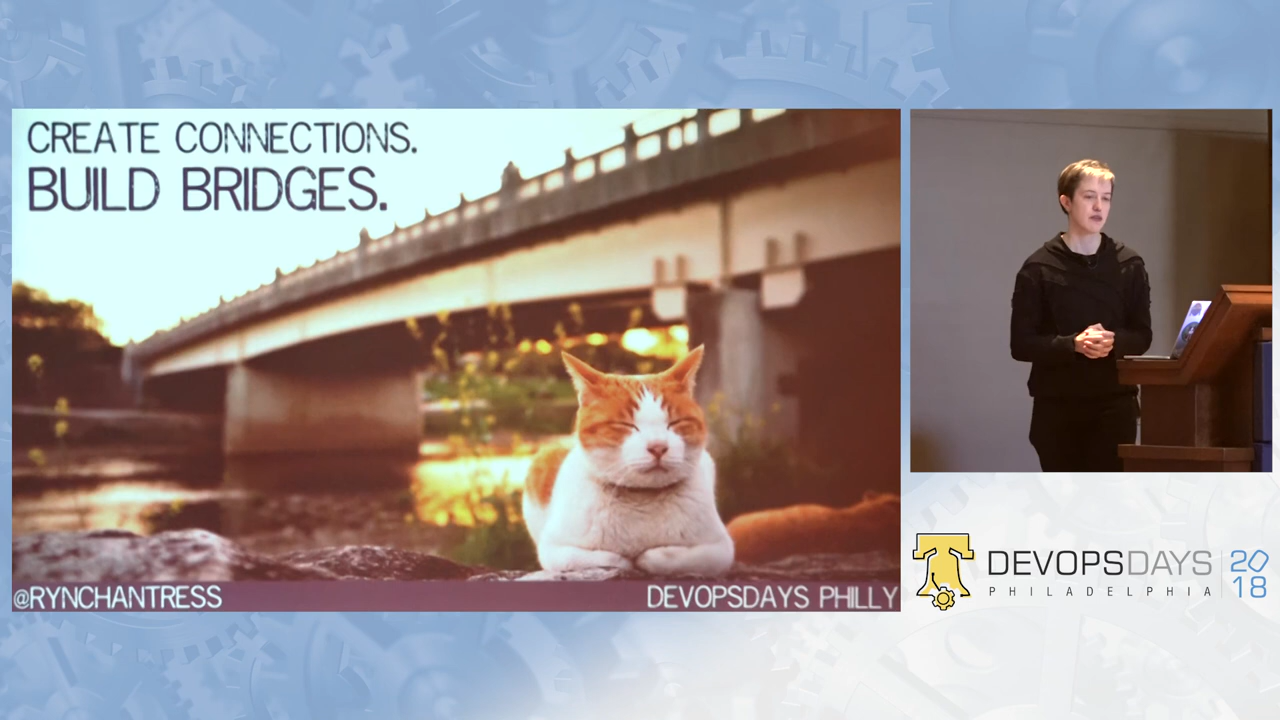 CREATE CONNECTIONS.
BUILD BRIDGES.
@RYNCHANTRESS
DEVOPSDAYS PHILLY
DEVOPSDAYS
PHILADELPHIA
20
18